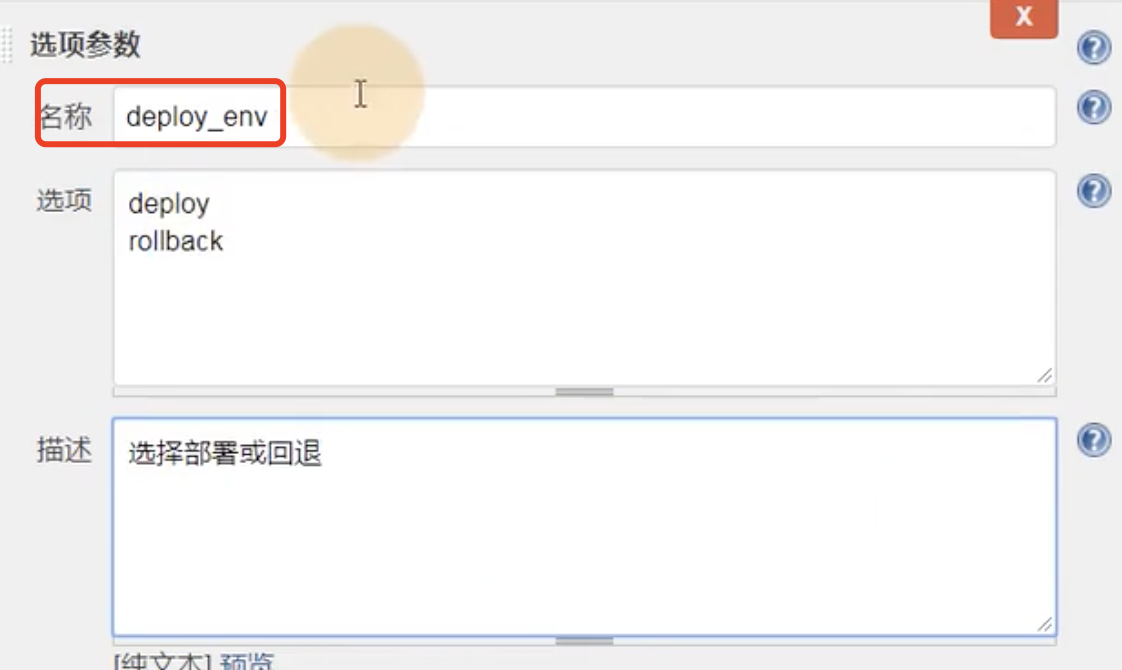 X
选项参数
名称 deploy_env
选项 deploy
rollback
描述 选择部署或回退
[纯文本] 预览